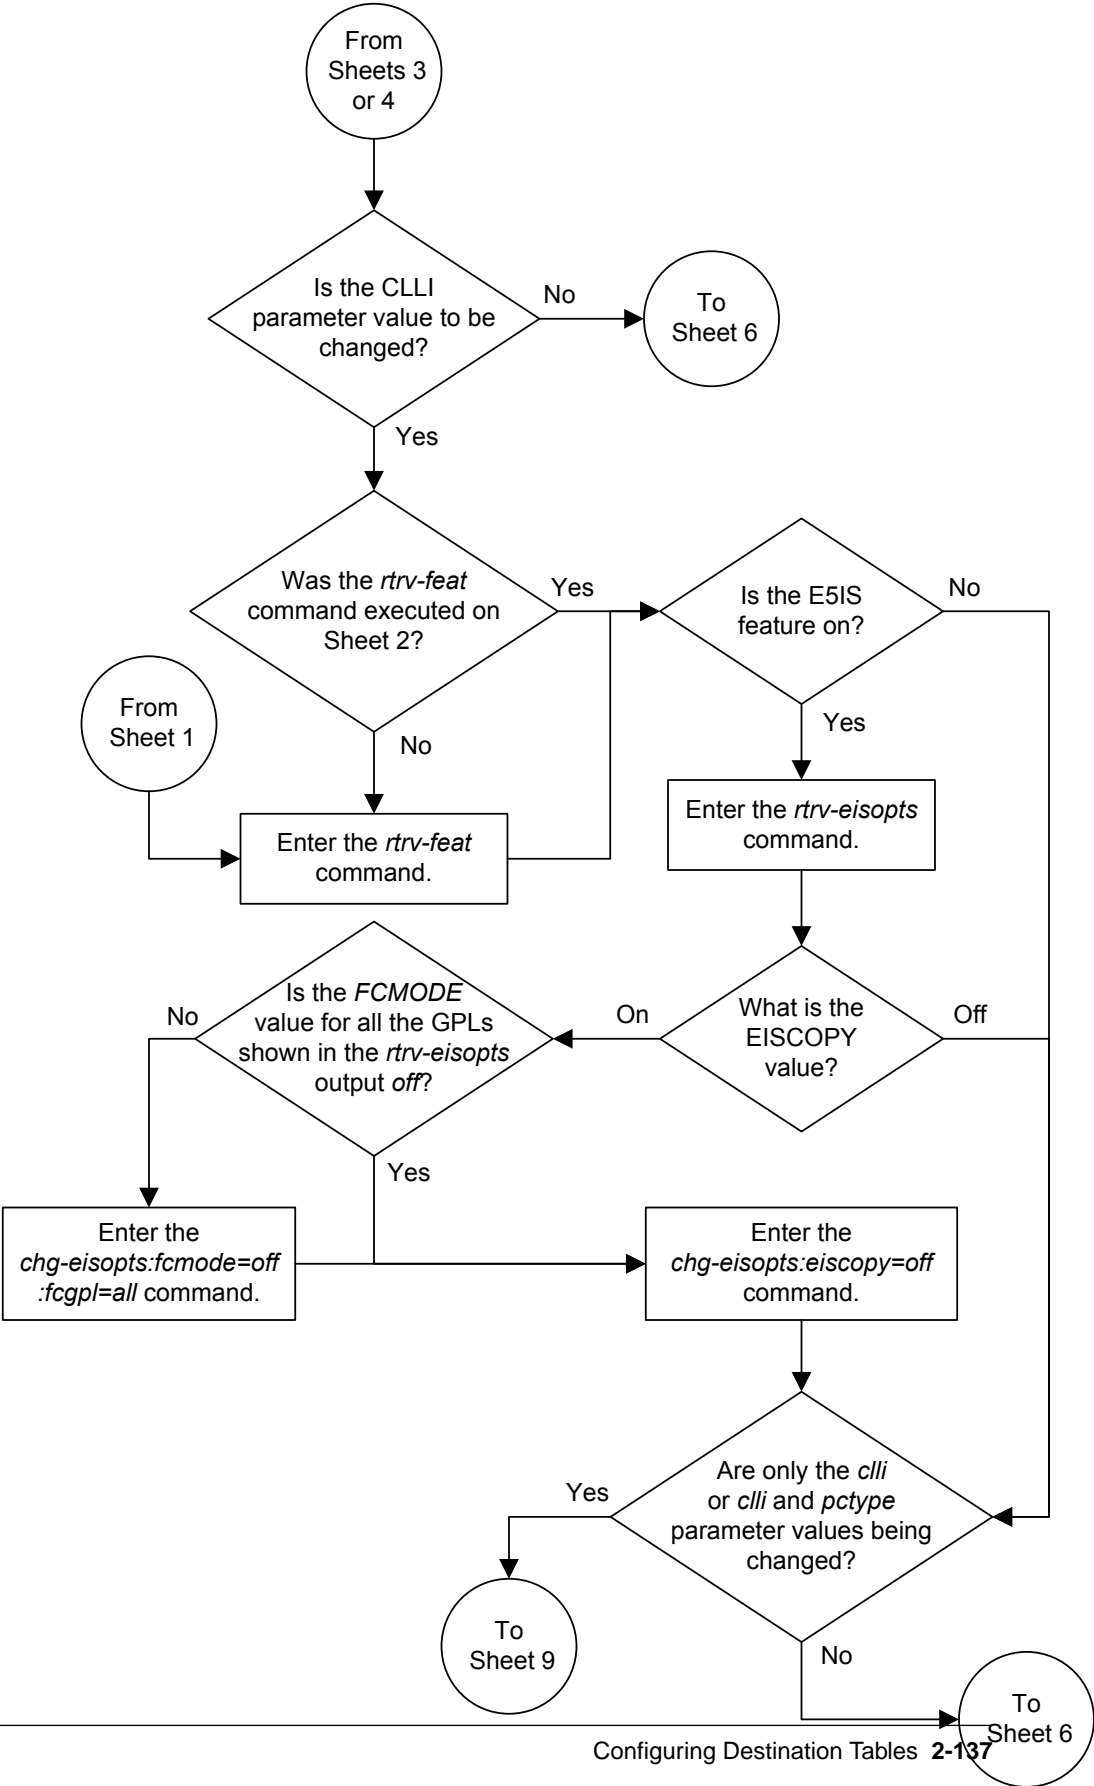 From
Sheets 3
or 4
Is the CLLI
parameter value to be
changed?
No
To
Sheet 6
Yes
Was the rtrv-feat
command executed on
Sheet 2?
Yes
Is the E5IS
feature on?
No
From
Sheet 1
No
Yes
Enter the rtrv-feat
command.
Enter the rtrv-eisopts
command.
Is the FCMODE
value for all the GPLs
shown in the rtrv-eisopts
output off?
No
On
What is the
EISCOPY
value?
Off
Yes
Enter the
chg-eisopts:fcmode=off
:fcgpl=all command.
Enter the
chg-eisopts:eiscopy=off
command.
Are only the clli
or clli and pctype
parameter values being
changed?
Yes
To
Sheet 9
No
To
Sheet 6
Configuring Destination Tables 2-137